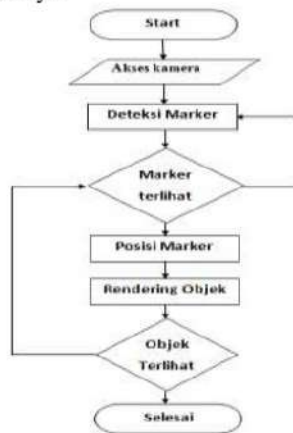 Start
Akses kamera
Deteksi Marker
Marker
terlihat
Posisi Marker
Rendering Objek
Objek
Terlihat
Selesai